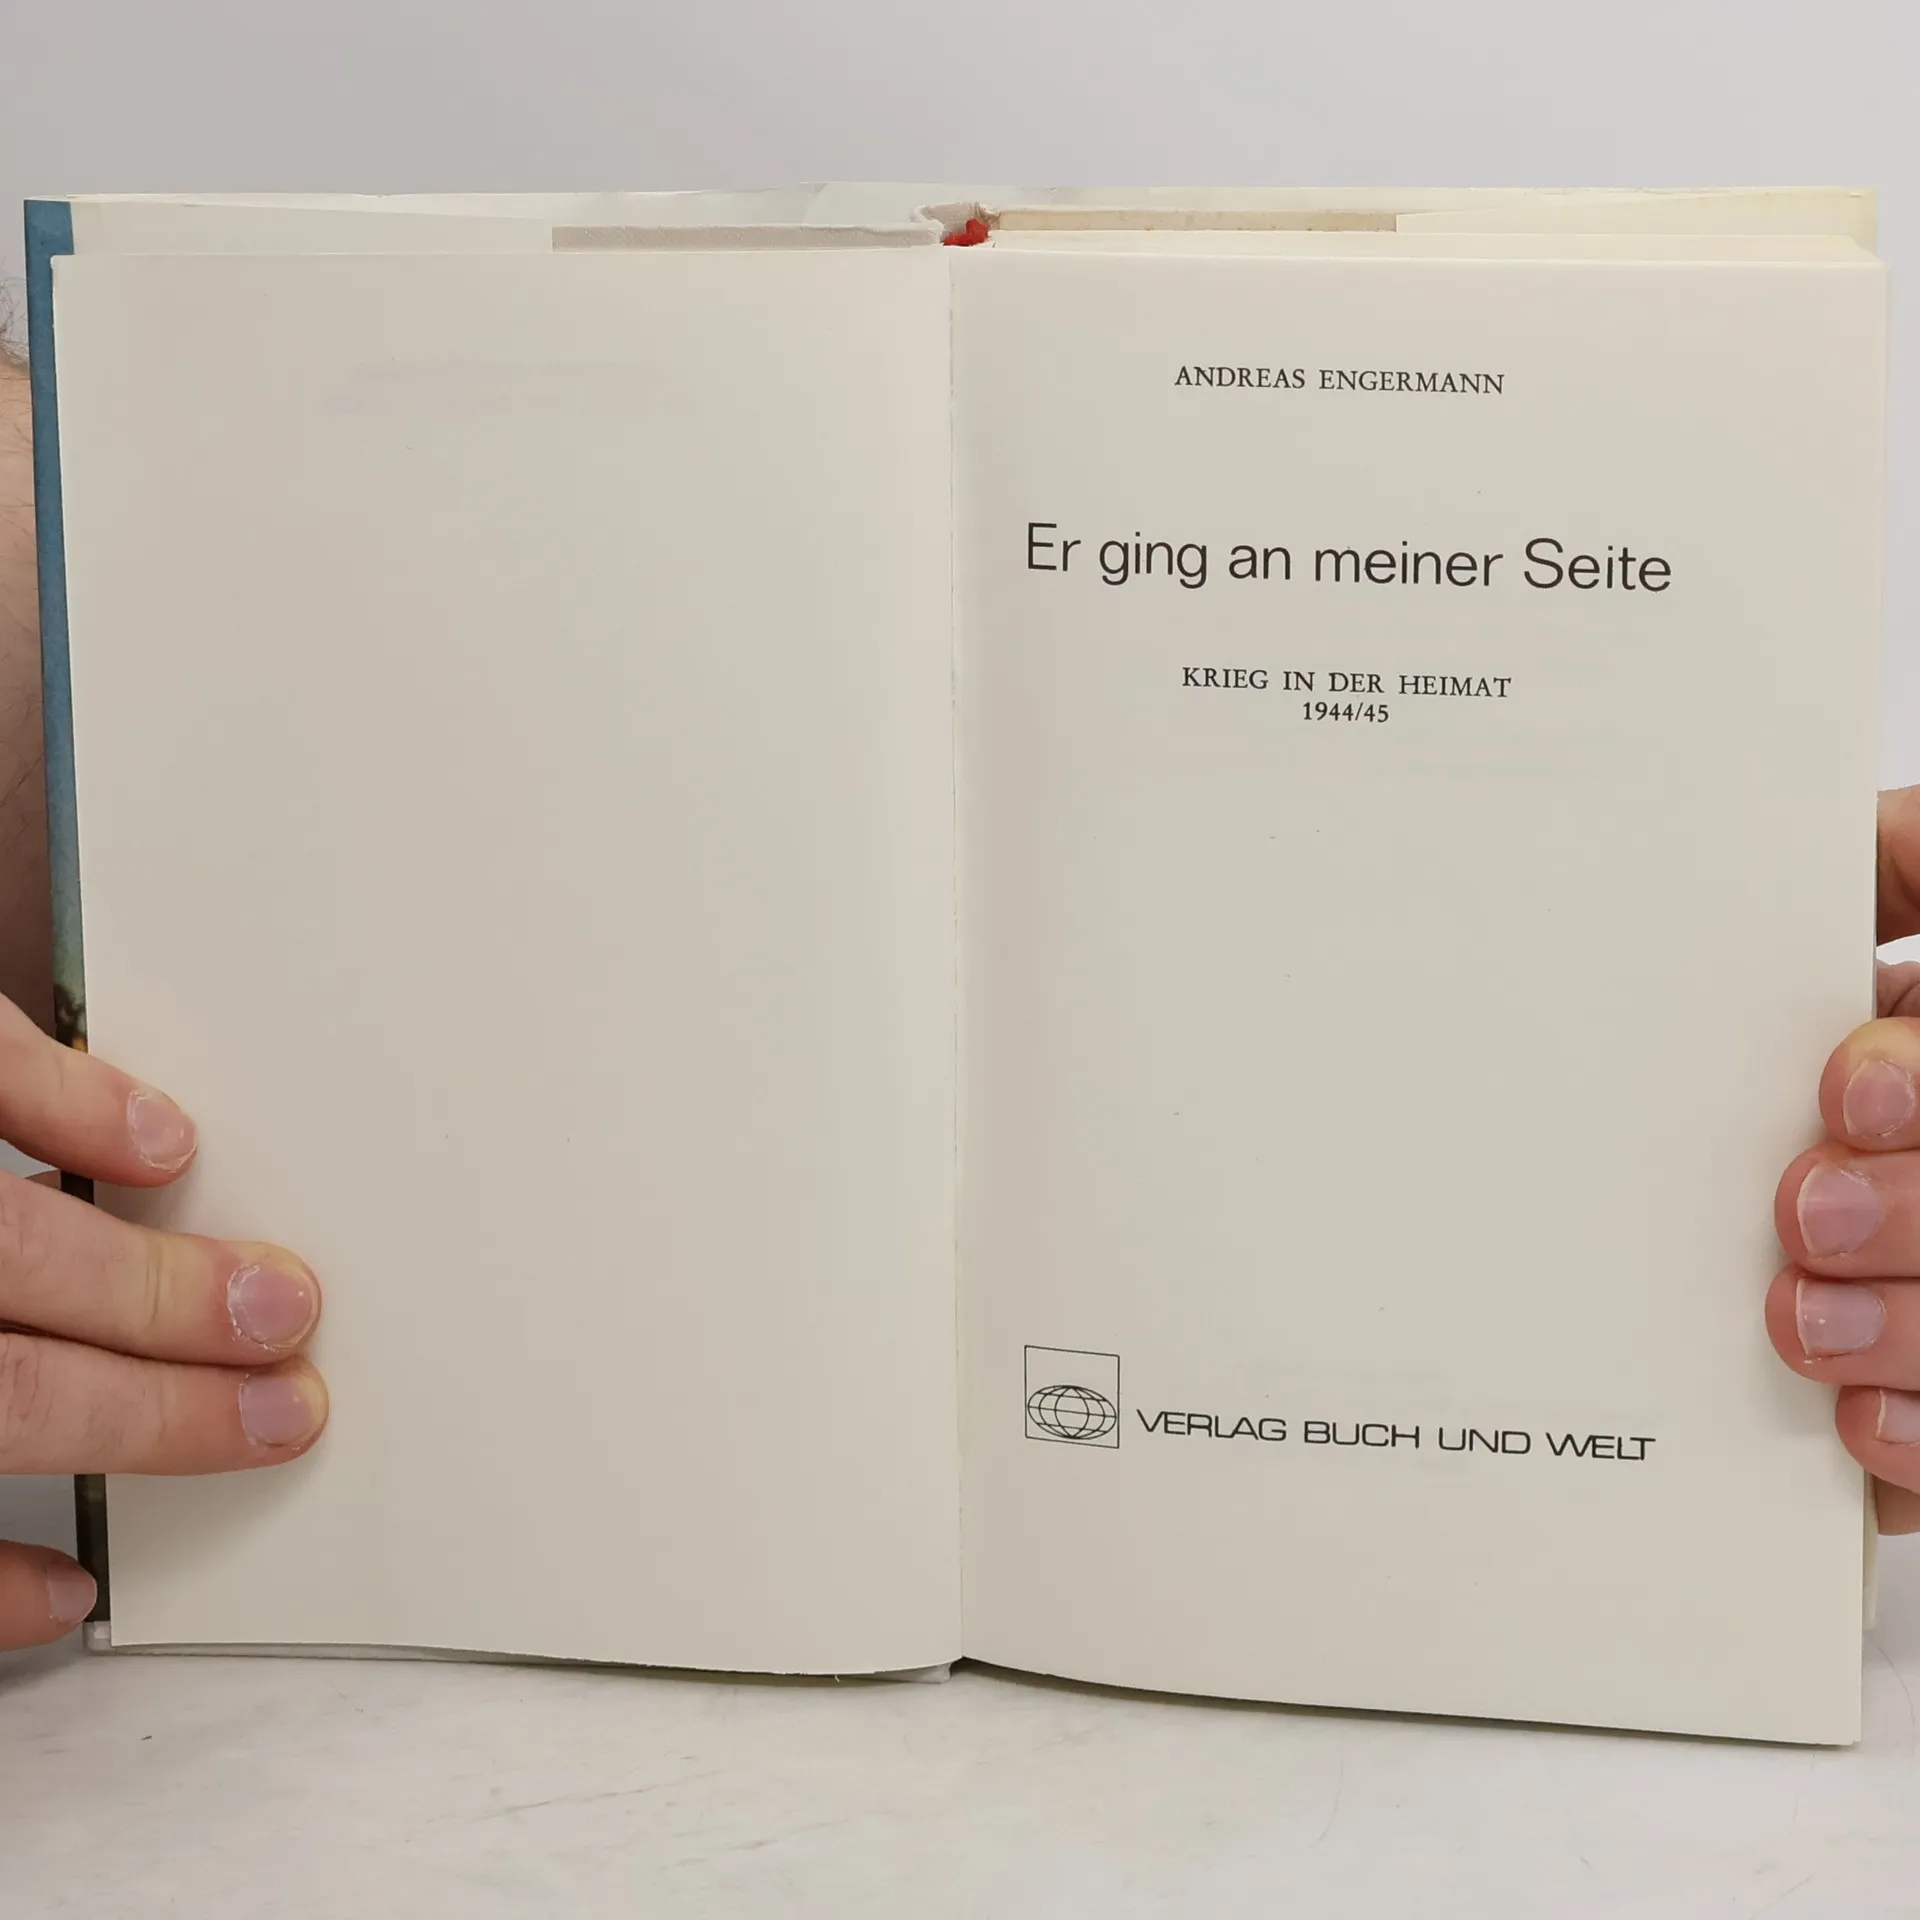 ANDREAS ENGERMANN
Er ging an meiner Seite
KRIEG IN DER HEIMAT
1944/45
VERLAG BUCH UND WELT